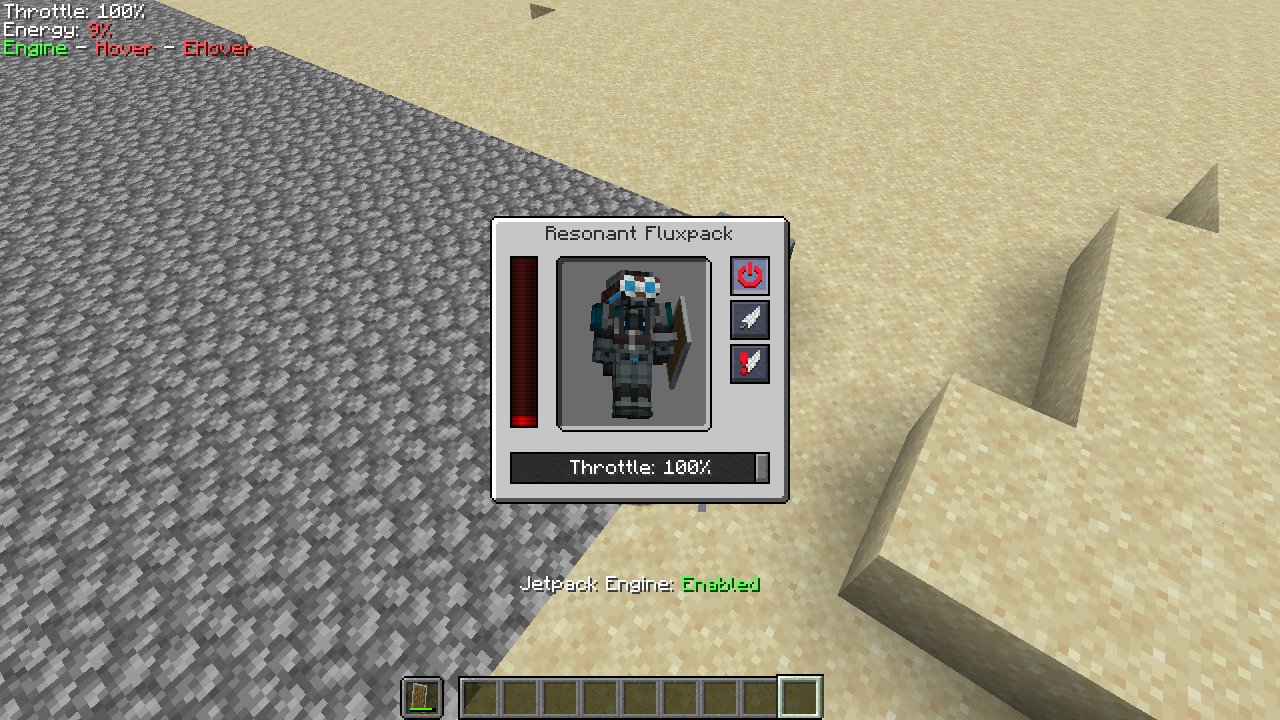 Throttle: 100%
Energy: 9%
Engine - Hover - EHover
Resonant Fluxpack
Throttle: 100%
Jetpack Engine: Enabled